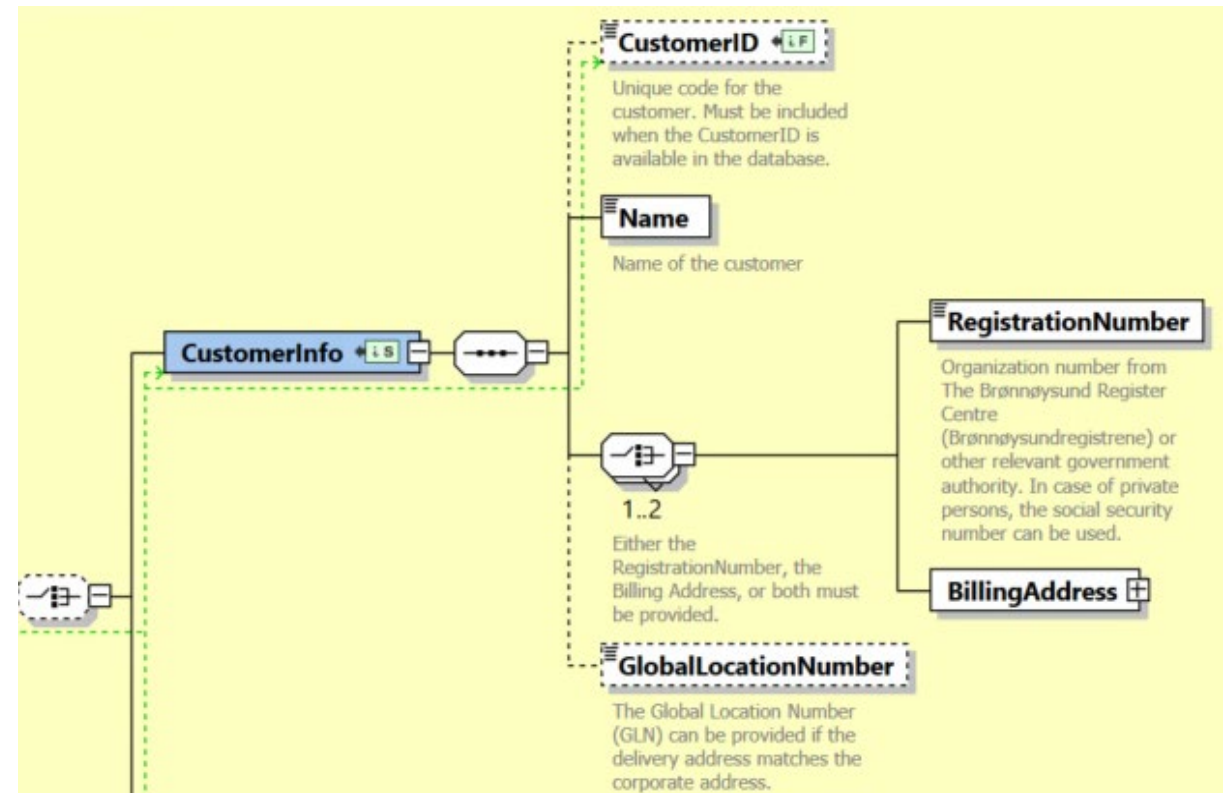 CustomerID
i F
Unique code for the
customer. Must be included
when the CustomerID is
available in the database.
Name
Name of the customer
CustomerInfo
i S
1..2
Either the
RegistrationNumber, the
Billing Address, or both must
be provided.
RegistrationNumber
Organization number from
The Brønnøysund Register
Centre
(Brønnøysundregistrene) or
other relevant government
authority. In case of private
persons, the social security
number can be used.
BillingAddress
GlobalLocationNumber
The Global Location Number
(GLN) can be provided if the
delivery address matches the
corporate address.